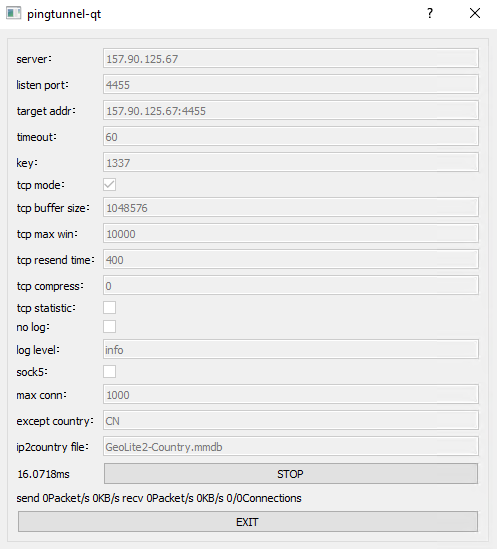 pingtunnel-qt
server: 157.90.125.67
listen port: 4455
target addr: 157.90.125.67:4455
timeout: 60
key: 1337
tcp mode:
tcp buffer size: 1048576
tcp max win: 10000
tcp resend time: 400
tcp compress: 0
tcp statistic:
no log:
log level: info
sock5:
max conn: 1000
except country: CN
ip2country file: GeoLite2-Country.mmdb
16.0718ms STOP
send 0Packet/s 0KB/s recv 0Packet/s 0KB/s 0/0Connections
EXIT